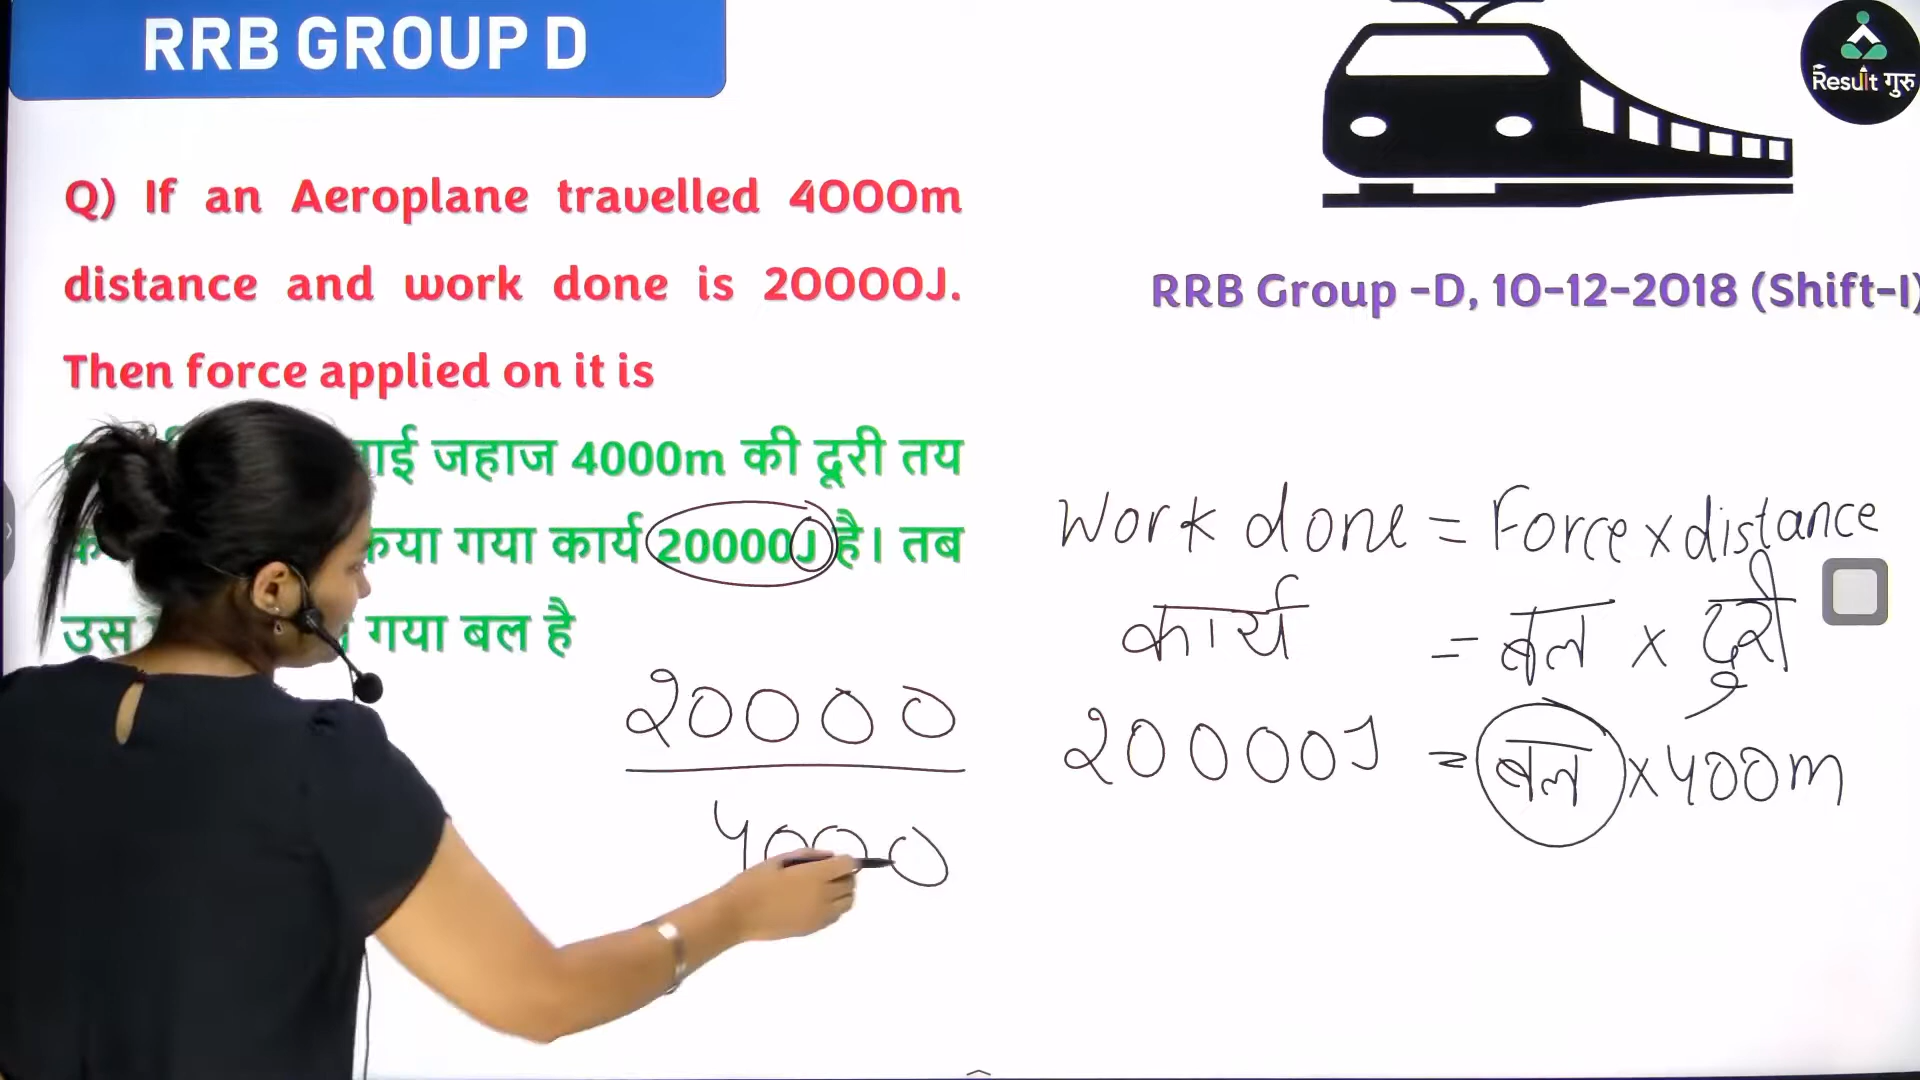 RRB GROUP D
Result गुरु
Q) If an Aeroplane travelled 4000m
distance and work done is 20000J.
Then force applied on it is
ाई जहाज 4000m की दूरी तय
गया कार्य 20000J है। तब
उस गया बल है
RRB Group -D, 10-12-2018 (Shift-I)
Work done = Force x distance
कार्य = बल x दूरी
20000J = बल x 400m
20000
4000